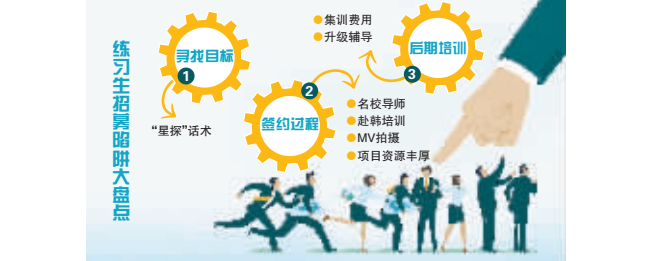 练习生招募陷阱大盘点
寻找目标
1
“星探”话术
签约过程
2
名校导师
赴韩培训
MV拍摄
项目资源丰厚
后期培训
3
集训费用
升级辅导